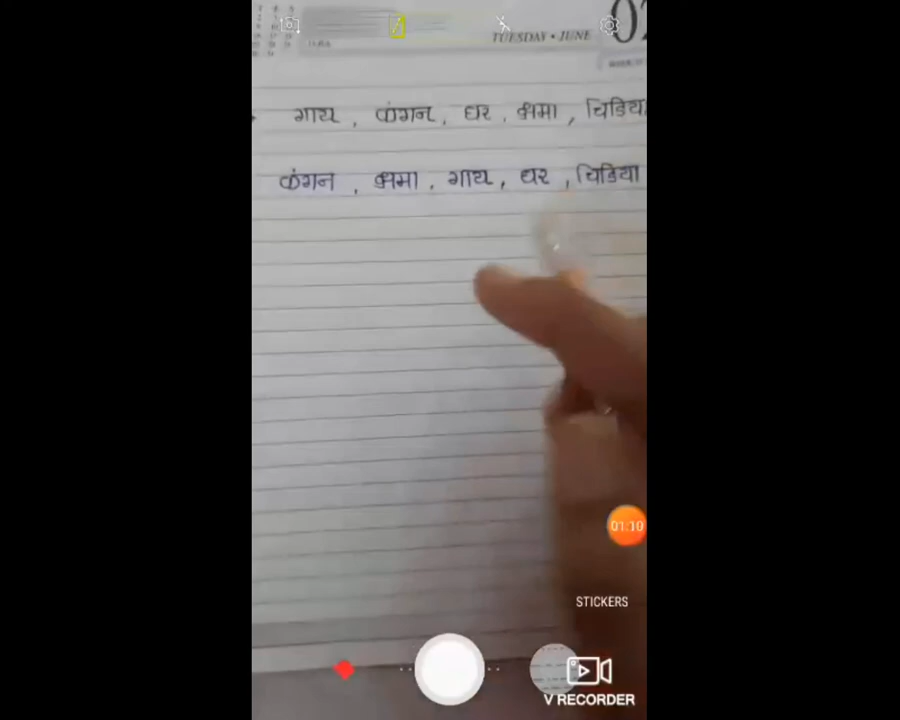 TUESDAY • JUNE
गाय , कंगन , घर , क्षमा , चिडिया
कंगन , क्षमा , गाय , घर , चिडिया
01:10
STICKERS
V RECORDER